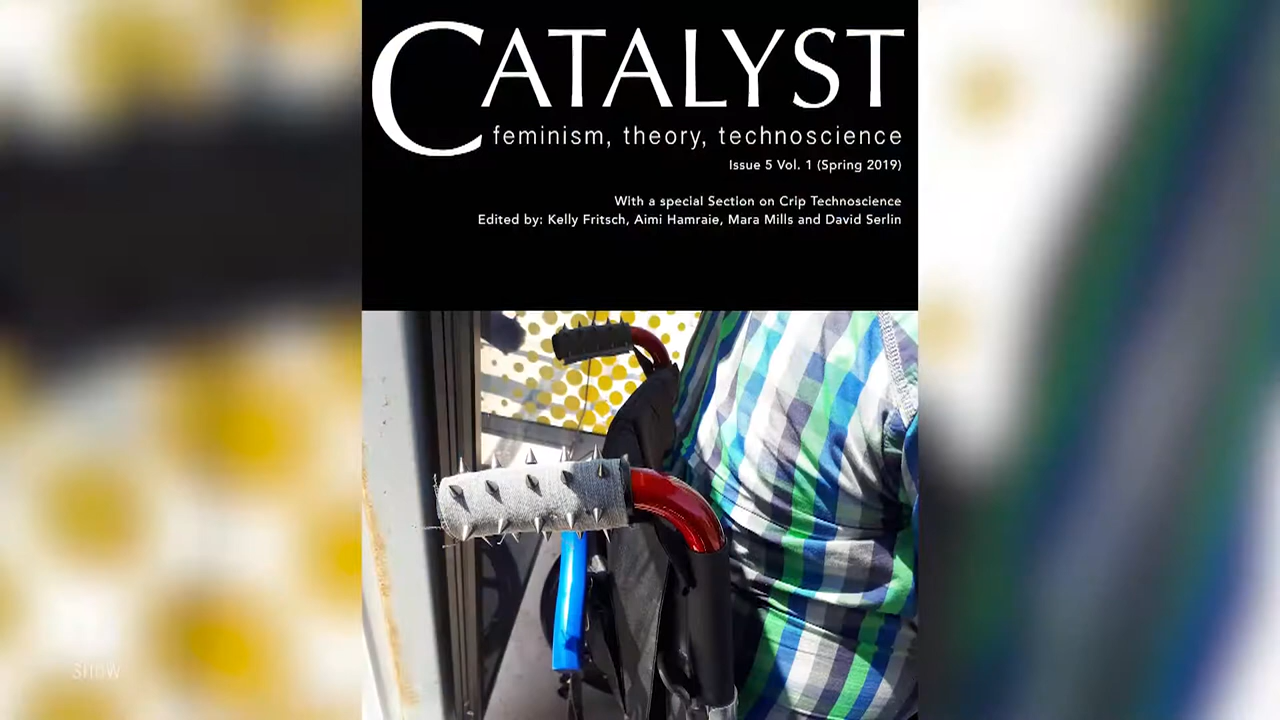 CATALYST
feminism, theory, technoscience
Issue 5 Vol. 1 (Spring 2019)
With a special Section on Crip Technoscience
Edited by: Kelly Fritsch, Aimi Hamraie, Mara Mills and David Serlin
SHOW